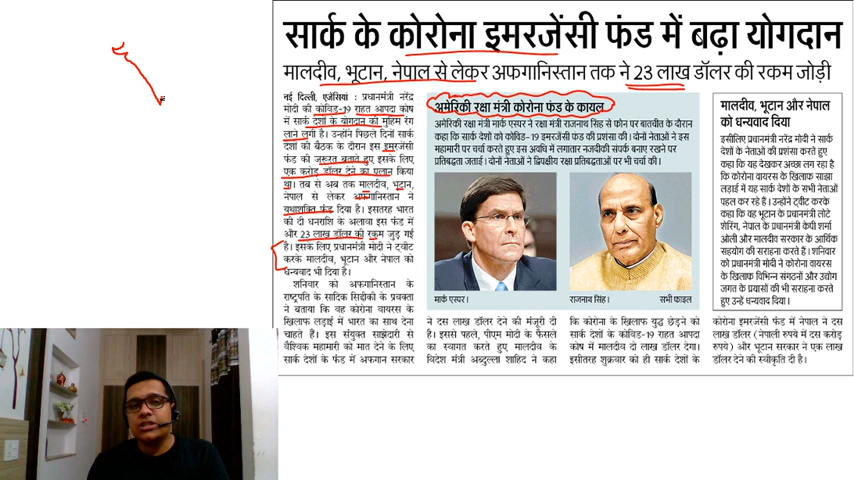 सार्क के कोरोना इमरजेंसी फंड में बढ़ा योगदान
मालदीव, भूटान, नेपाल से लेकर अफगानिस्तान तक ने 23 लाख डॉलर की रकम जोड़ी
नई दिल्ली, एजेंसियां : प्रधानमंत्री नरेंद्र
मोदी की कोविड-19 राहत आपदा कोष
में सार्क देशों के योगदान की मुहिम रंग
लाने लगी है। उन्होंने पिछले दिनों सार्क
देशों की बैठक के दौरान इस इमरजेंसी
फंड की जरूरत बताते हुए इसके लिए
एक करोड़ डॉलर देने का एलान किया
था। तब से अब तक मालदीव, भूटान,
नेपाल से लेकर अफगानिस्तान ने
यथाशक्ति फंड दिया है। इसतरह भारत
की दी धनराशि के अलावा इस फंड में
और 23 लाख डॉलर की रकम जुड़ गई
है। इसके लिए प्रधानमंत्री मोदी ने ट्वीट
करके मालदीव, भूटान और नेपाल को
धन्यवाद भी दिया है।
शनिवार को अफगानिस्तान के
राष्ट्रपति के सादिक सिद्दीकी के प्रवक्ता
ने बताया कि वह कोरोना वायरस के
खिलाफ लड़ाई में भारत का साथ देना
चाहते हैं। इस संयुक्त साझेदारी से
वैश्विक महामारी को मात देने के लिए
सार्क देशों के फंड में अफगान सरकार
अमेरिकी रक्षा मंत्री कोरोना फंड के कायल
अमेरिकी रक्षा मंत्री मार्क एस्पर ने रक्षा मंत्री राजनाथ सिंह से फोन पर बातचीत के दौरान
कहा कि सार्क देशों को कोविड-19 इमरजेंसी फंड की प्रशंसा की। दोनों नेताओं ने इस
महामारी पर चर्चा करते हुए इस अवधि में लगातार नजदीकी संपर्क बनाए रखने पर
प्रतिबद्धता जताई। दोनों नेताओं ने द्विपक्षीय रक्षा प्रतिबद्धताओं पर भी चर्चा की।
मार्क एस्पर।
राजनाथ सिंह।
सभी फाइल
ने दस लाख डॉलर देने की मंजूरी दी
है। इससे पहले, पीएम मोदी के फैसले
का स्वागत करते हुए मालदीव के
विदेश मंत्री अब्दुल्ला शाहिद ने कहा
कि कोरोना के खिलाफ युद्ध छेड़ने को
सार्क देशों के कोविड-19 राहत आपदा
कोष में मालदीव दो लाख डॉलर देगा।
इसीतरह शुक्रवार को ही सार्क देशों के
मालदीव, भूटान और नेपाल
को धन्यवाद दिया
इसीलिए प्रधानमंत्री नरेंद्र मोदी ने सार्क
देशों के नेताओं की प्रशंसा करते हुए
कहा कि यह देखकर अच्छा लग रहा है
कि कोरोना वायरस के खिलाफ साझा
लड़ाई में यह सार्क देशों के सभी नेताओं
पहल कर रहे हैं। उन्होंने ट्वीट करके
कहा कि वह भूटान के प्रधानमंत्री लोटे
शेरिंग, नेपाल के प्रधानमंत्री केपी शर्मा
ओली और मालदीव सरकार के आर्थिक
सहयोग की सराहना करते हैं। शनिवार
को प्रधानमंत्री मोदी ने कोरोना वायरस
के खिलाफ विभिन्न संगठनों और उद्योग
जगत के प्रयासों की भी सराहना करते
हुए उन्हें धन्यवाद दिया।
कोरोना इमरजेंसी फंड में नेपाल ने दस
लाख डॉलर (नेपाली रुपये में दस करोड़
रुपये) और भूटान सरकार ने एक लाख
डॉलर देने की स्वीकृति दी है।